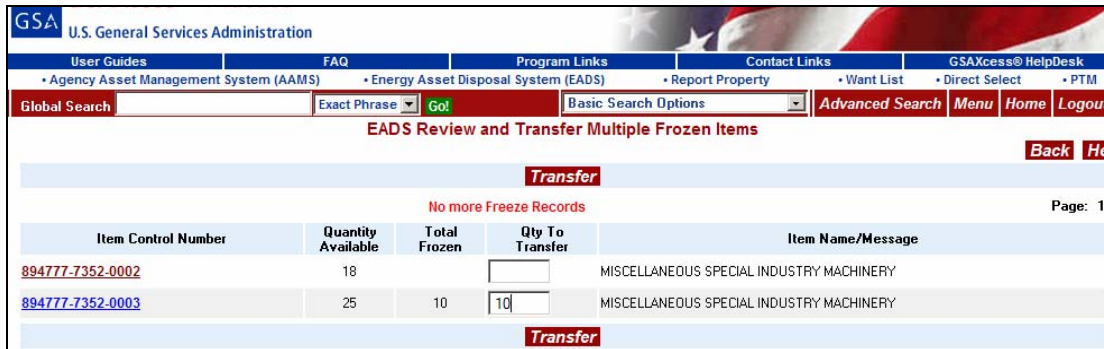 GSA U.S. General Services Administration
User Guides FAQ Program Links Contact Links GSAXcess® HelpDesk
• Agency Asset Management System (AAMS) • Energy Asset Disposal System (EADS) • Report Property • Want List • Direct Select • PTM
Global Search Exact Phrase Go! Basic Search Options Advanced Search Menu Home Logou
EADS Review and Transfer Multiple Frozen Items
Back He
Transfer
No more Freeze Records Page: 1
Item Control Number Quantity Available Total Frozen Qty To Transfer Item Name/Message
894777-7352-0002 18 MISCELLANEOUS SPECIAL INDUSTRY MACHINERY
894777-7352-0003 25 10 10 MISCELLANEOUS SPECIAL INDUSTRY MACHINERY
Transfer